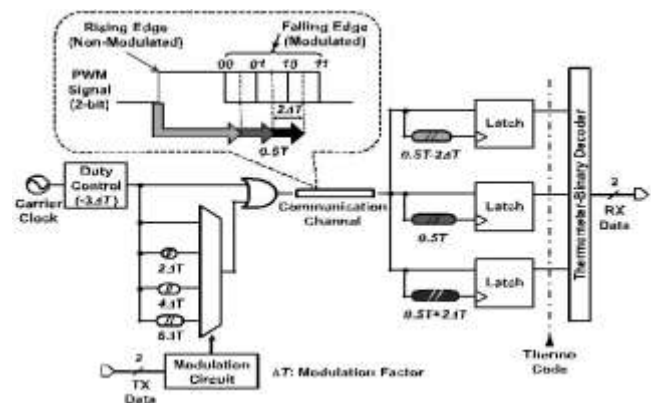 Rising Edge
(Non-Modulated)
Falling Edge
(Modulated)
00 01 10 11
PWM
Signal
(2-bit)
2ΔT
0.5T
Duty
Control
(-3ΔT)
Carrier
Clock
Communication
Channel
2ΔT
4ΔT
6ΔT
Latch
0.5T-2ΔT
Latch
0.5T
Latch
0.5T+2ΔT
Thermometer-Binary Decoder
2
RX
Data
2
TX
Data
Modulation
Circuit
ΔT: Modulation Factor
Thermo
Code